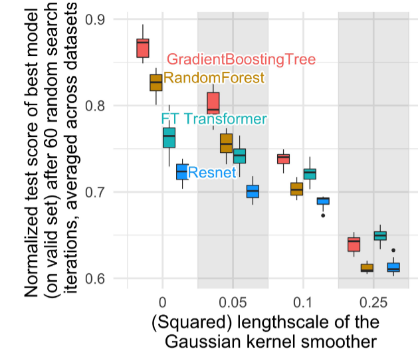 Normalized test score of best model
(on valid set) after 60 random search
iterations, averaged across datasets
0.9
0.8
0.7
0.6
GradientBoostingTree
RandomForest
FT Transformer
Resnet
0
0.05
0.1
0.25
(Squared) lengthscale of the
Gaussian kernel smoother